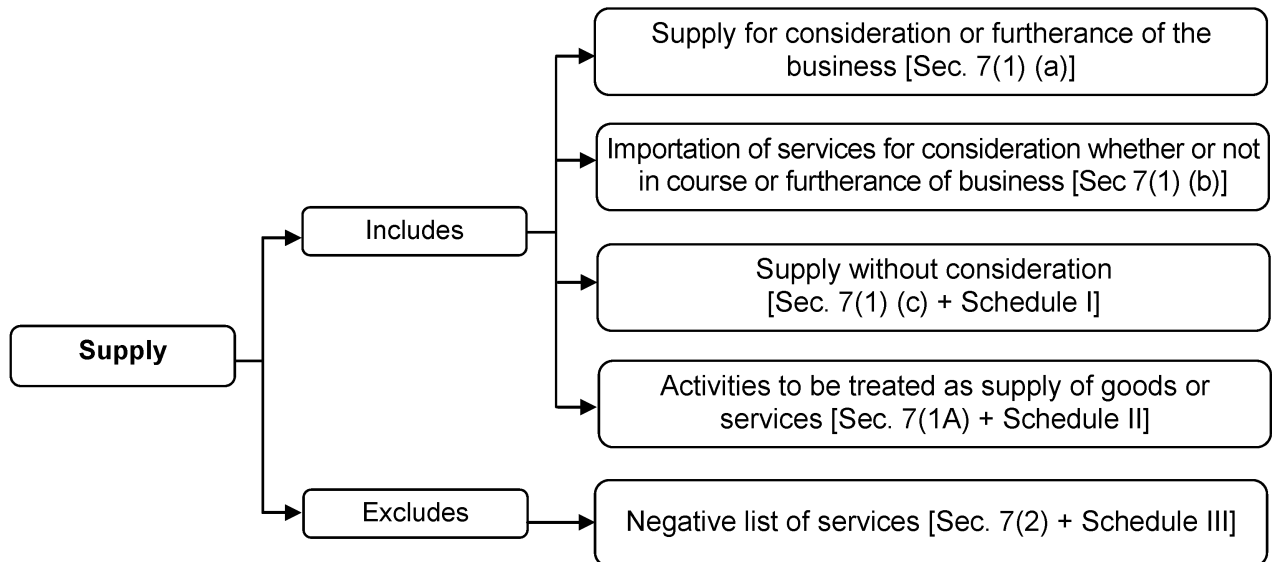 Supply for consideration or furtherance of the
business [Sec. 7(1) (a)]
Importation of services for consideration whether or not
in course or furtherance of business [Sec 7(1) (b)]
Includes
Supply without consideration
[Sec. 7(1) (c) + Schedule I]
Supply
Activities to be treated as supply of goods or
services [Sec. 7(1A) + Schedule II]
Excludes
Negative list of services [Sec. 7(2) + Schedule III]